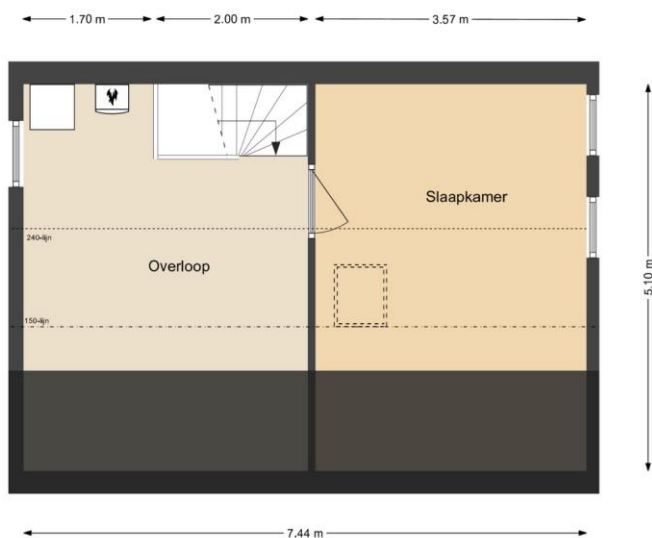 1.70 m
2.00 m
3.57 m
Slaapkamer
240-lijn
Overloop
5.10 m
150-lijn
7.44 m